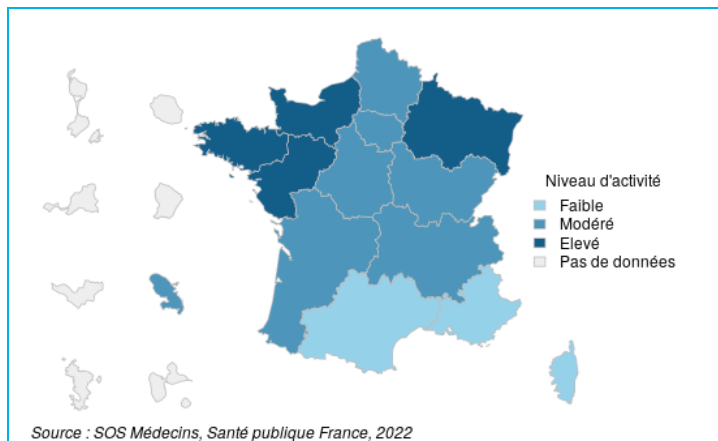 Niveau d'activité
Faible
Modéré
Elevé
Pas de données
Source : SOS Médecins, Santé publique France, 2022